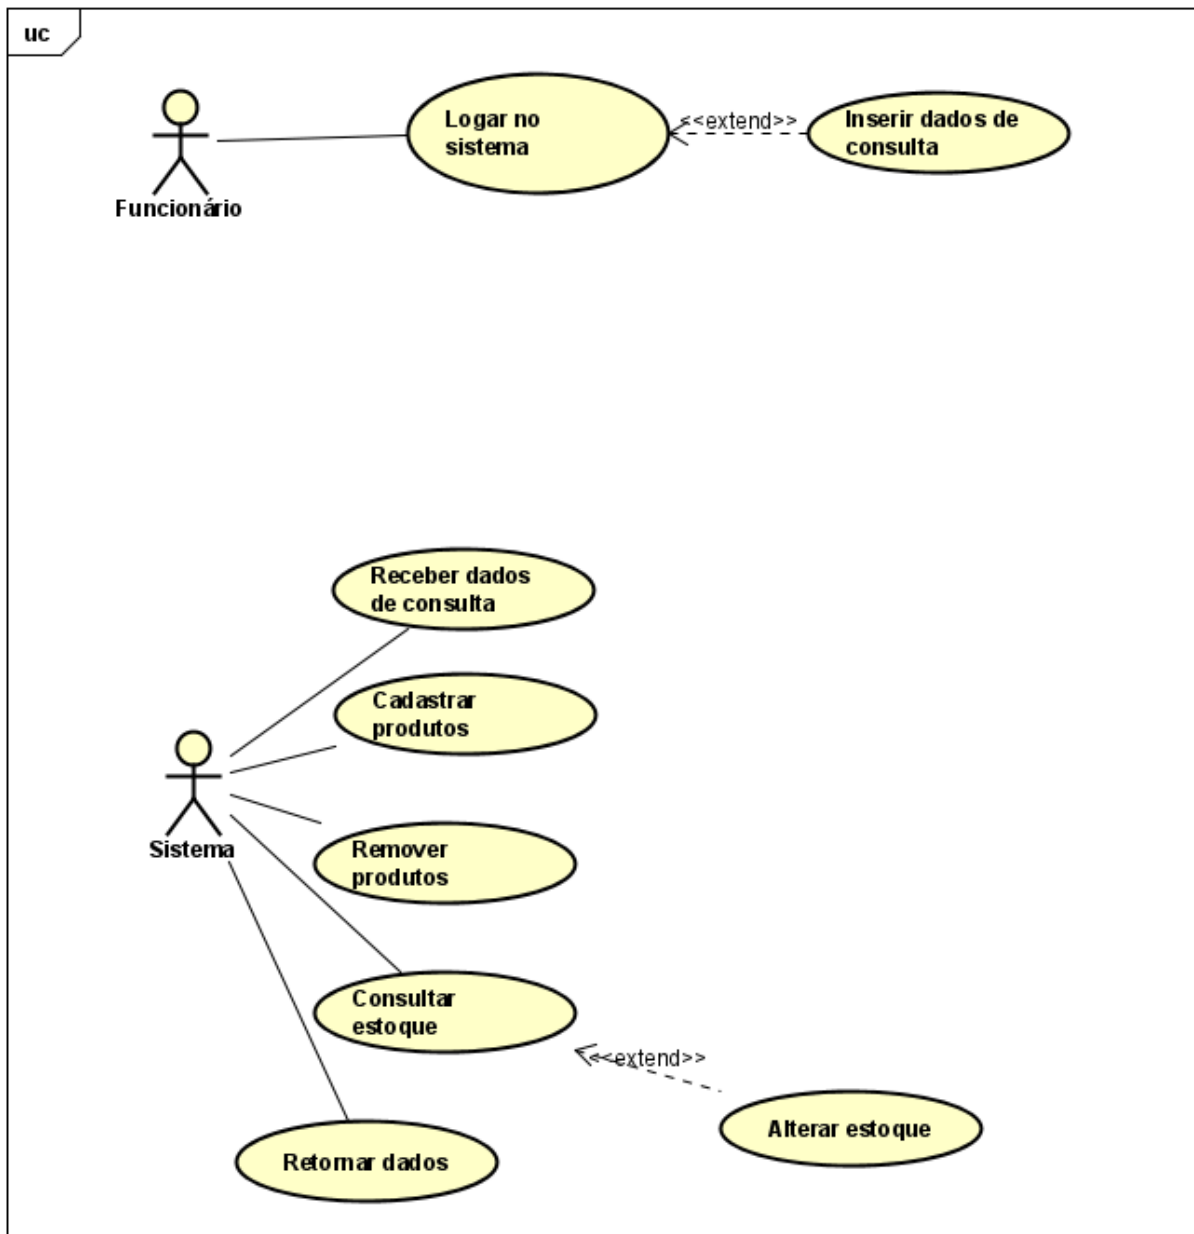 uc
Logar no
sistema
<<extend>>
Inserir dados de
consulta
Funcionário
Receber dados
de consulta
Cadastrar
produtos
Sistema
Remover
produtos
Consultar
estoque
<<extend>>
Alterar estoque
Retornar dados